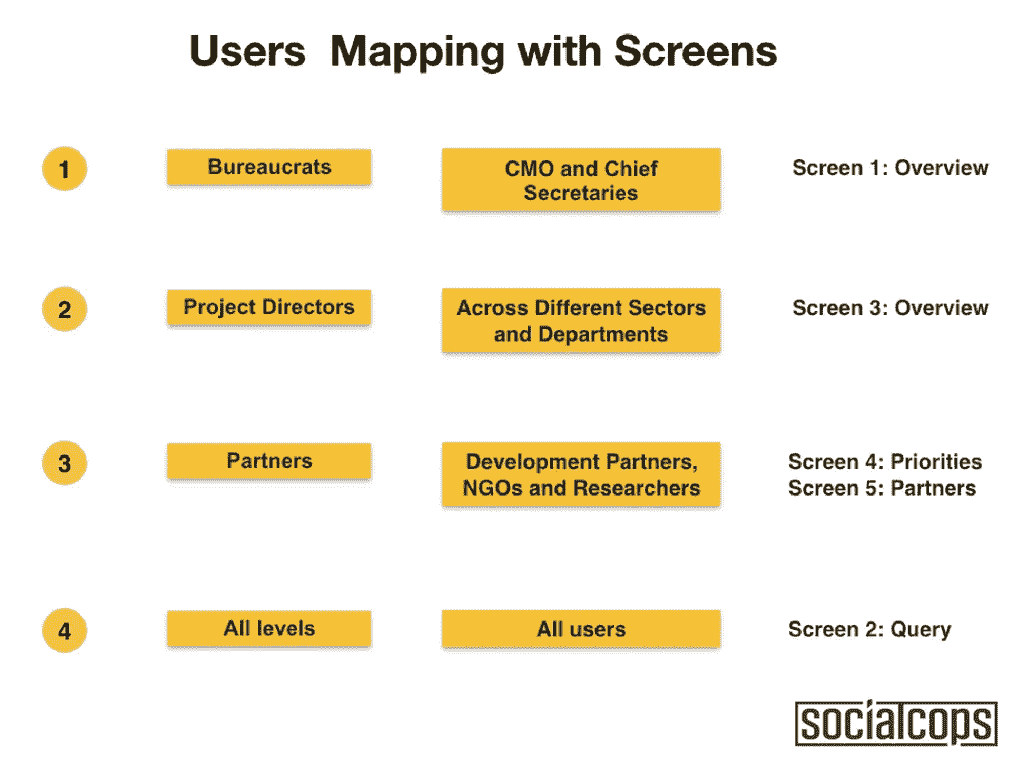 Users Mapping with Screens
1
Bureaucrats
CMO and Chief
Secretaries
Screen 1: Overview
2
Project Directors
Across Different Sectors
and Departments
Screen 3: Overview
3
Partners
Development Partners,
NGOs and Researchers
Screen 4: Priorities
Screen 5: Partners
4
All levels
All users
Screen 2: Query
socialcops